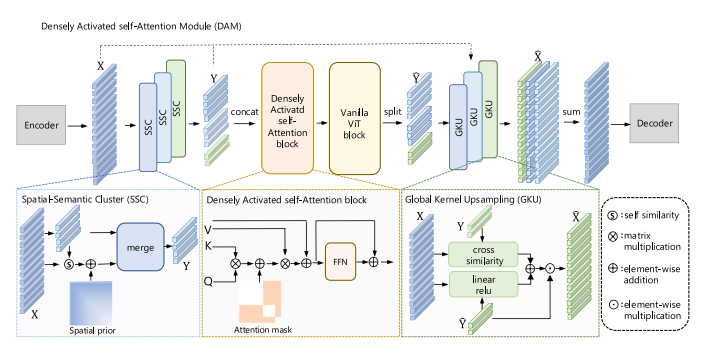 Densely Activated self-Attention Module (DAM)
X
Y
Ŷ
X̂
Encoder
SSC
SSC
SSC
concat
Densely
Activatd
self-
Attention
block
Vanilla
ViT
block
split
GKU
GKU
GKU
sum
Decoder
Spatial-Semantic Cluster (SSC)
merge
S
X
Y
Spatial prior
Densely Activated self-Attention block
V
K
Q
FFN
Attention mask
Global Kernel Upsampling (GKU)
X
Y
X̂
cross
similarity
linear
relu
Ŷ
S :self similarity
⊗ :matrix
multiplication
⊕ :element-wise
addition
⊙ :element-wise
multiplication